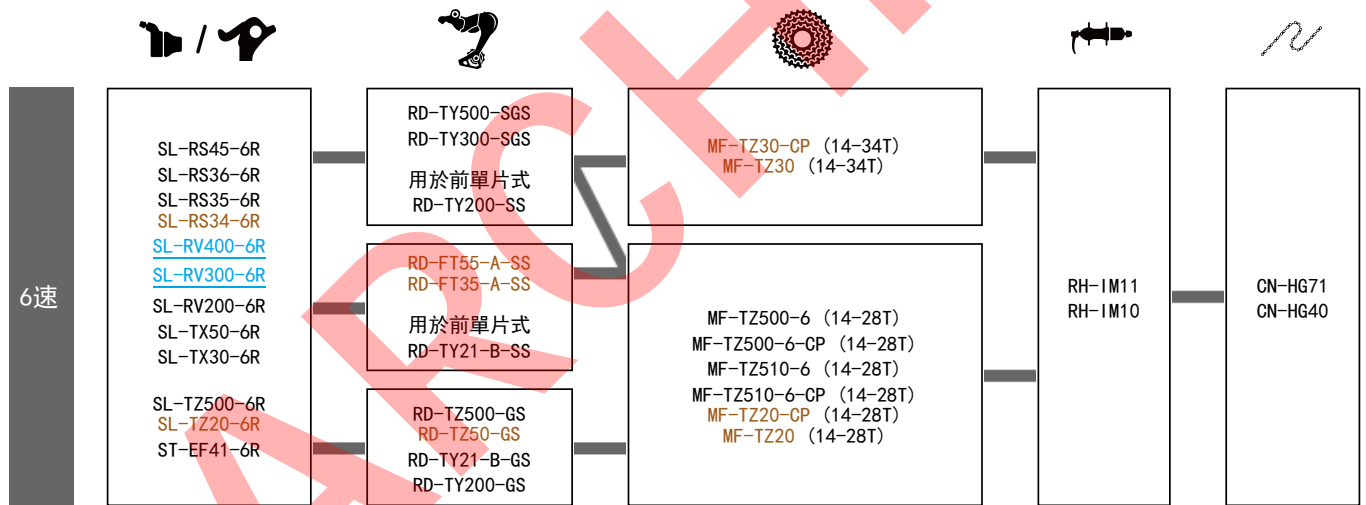 6速
SL-RS45-6R
SL-RS36-6R
SL-RS35-6R
SL-RS34-6R
SL-RV400-6R
SL-RV300-6R
SL-RV200-6R
SL-TX50-6R
SL-TX30-6R
SL-TZ500-6R
SL-TZ20-6R
ST-EF41-6R
RD-TY500-SGS
RD-TY300-SGS
用於前單片式
RD-TY200-SS
RD-FT55-A-SS
RD-FT35-A-SS
用於前單片式
RD-TY21-B-SS
RD-TZ500-GS
RD-TZ50-GS
RD-TY21-B-GS
RD-TY200-GS
MF-TZ30-CP (14-34T)
MF-TZ30 (14-34T)
MF-TZ500-6 (14-28T)
MF-TZ500-6-CP (14-28T)
MF-TZ510-6 (14-28T)
MF-TZ510-6-CP (14-28T)
MF-TZ20-CP (14-28T)
MF-TZ20 (14-28T)
RH-IM11
RH-IM10
CN-HG71
CN-HG40